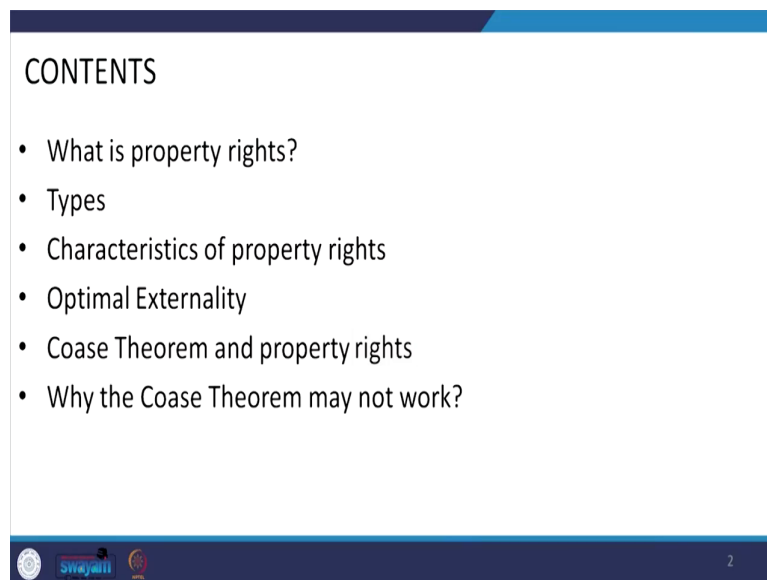 CONTENTS
• What is property rights?
• Types
• Characteristics of property rights
• Optimal Externality
• Coase Theorem and property rights
• Why the Coase Theorem may not work?
swayam
2